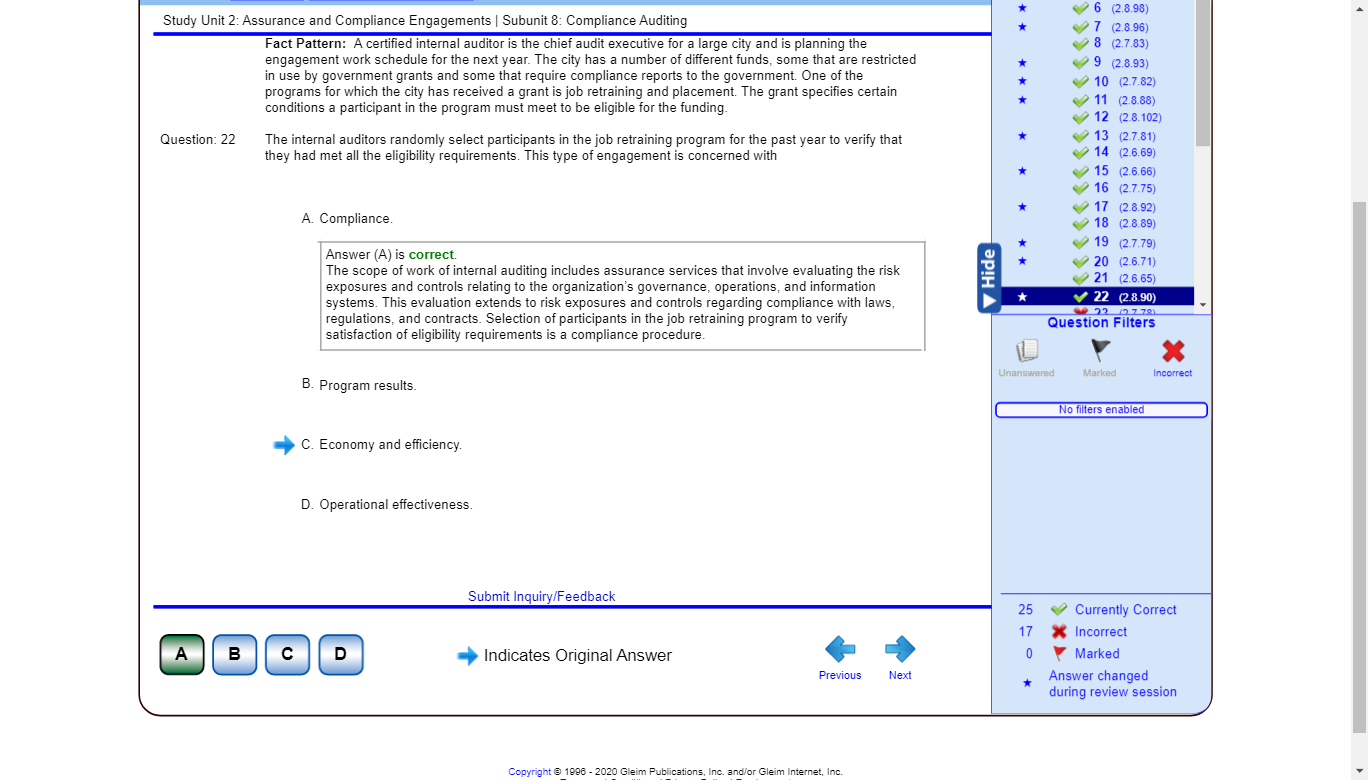 Study Unit 2: Assurance and Compliance Engagements | Subunit 8: Compliance Auditing
Fact Pattern: A certified internal auditor is the chief audit executive for a large city and is planning the
engagement work schedule for the next year. The city has a number of different funds, some that are restricted
in use by government grants and some that require compliance reports to the government. One of the
programs for which the city has received a grant is job retraining and placement. The grant specifies certain
conditions a participant in the program must meet to be eligible for the funding.
Question: 22 The internal auditors randomly select participants in the job retraining program for the past year to verify that
they had met all the eligibility requirements. This type of engagement is concerned with
A. Compliance.
Answer (A) is correct.
The scope of work of internal auditing includes assurance services that involve evaluating the risk
exposures and controls relating to the organization's governance, operations, and information
systems. This evaluation extends to risk exposures and controls regarding compliance with laws,
regulations, and contracts. Selection of participants in the job retraining program to verify
satisfaction of eligibility requirements is a compliance procedure.
B. Program results.
C. Economy and efficiency.
D. Operational effectiveness.
Submit Inquiry/Feedback
A B C D
Indicates Original Answer
Previous Next
6 (2.8.98)
7 (2.8.96)
8 (2.7.83)
9 (2.8.93)
10 (2.7.82)
11 (2.8.88)
12 (2.8.102)
13 (2.7.81)
14 (2.6.69)
15 (2.6.66)
16 (2.7.75)
17 (2.8.92)
18 (2.8.89)
19 (2.7.79)
20 (2.6.71)
21 (2.6.65)
22 (2.8.90)
23 (2.7.78)
Hide
Question Filters
Unanswered Marked Incorrect
No filters enabled
25 Currently Correct
17 Incorrect
0 Marked
Answer changed
during review session
Copyright © 1996 - 2020 Gleim Publications, Inc. and/or Gleim Internet, Inc.